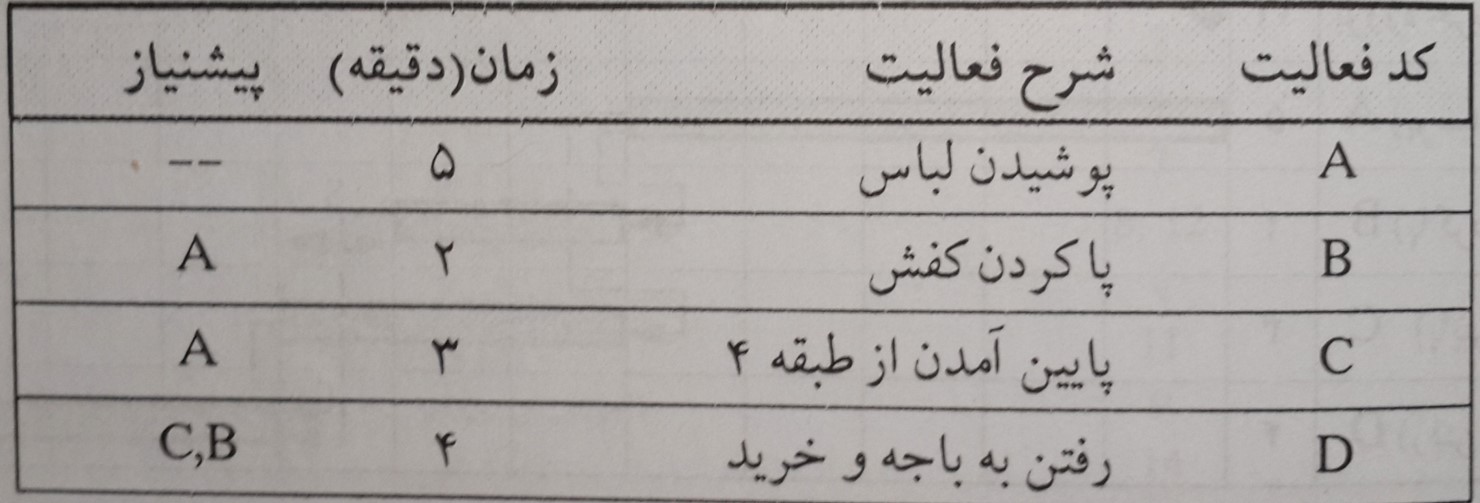 کد فعالیت شرح فعالیت زمان(دقیقه) پیشنیاز
A پوشیدن لباس ۵ --
B پا کردن کفش ۲ A
C پایین آمدن از طبقه ۴ ۳ A
D رفتن به باجه و خرید ۴ C,B